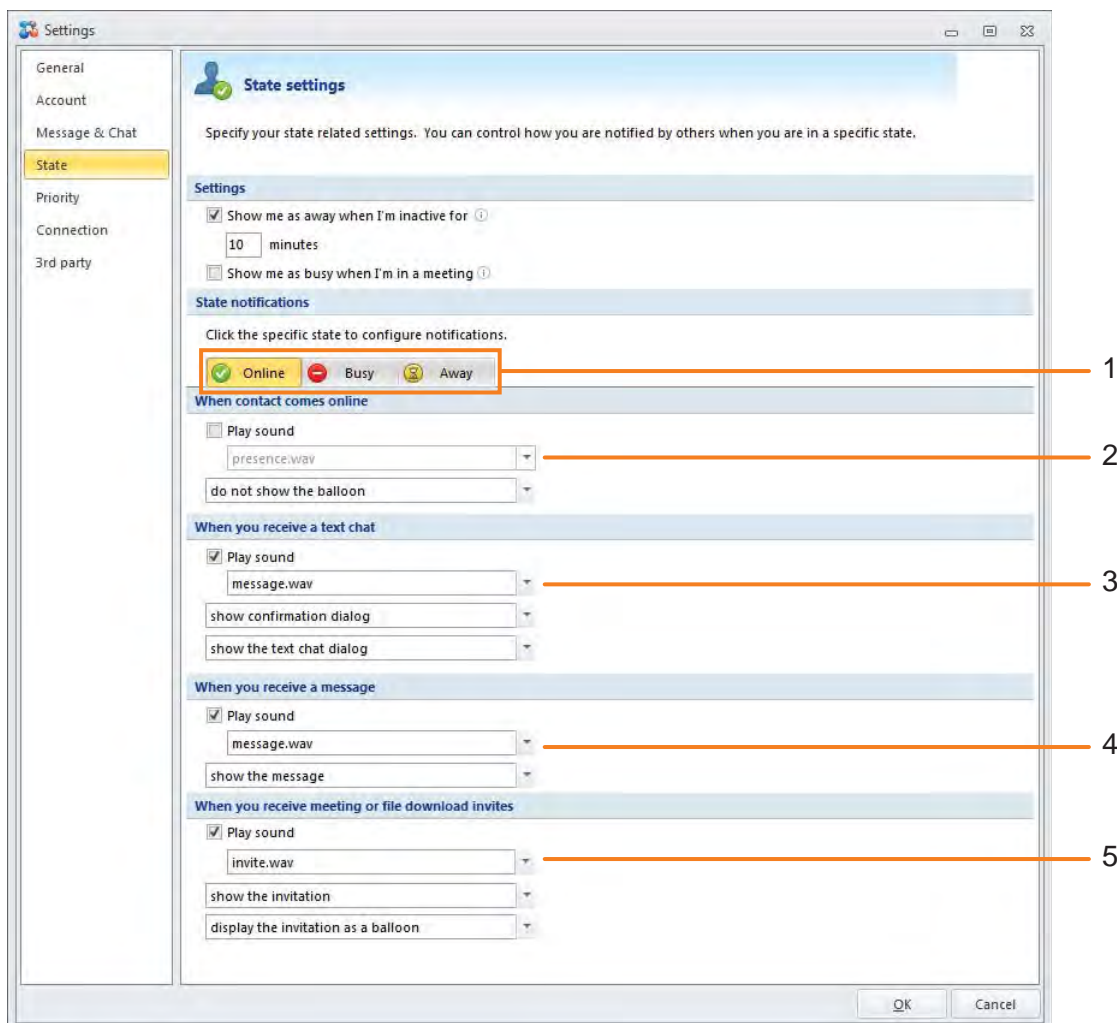 Settings
General
Account
Message & Chat
State
Priority
Connection
3rd party
State settings
Specify your state related settings. You can control how you are notified by others when you are in a specific state.
Settings
Show me as away when I'm inactive for
10 minutes
Show me as busy when I'm in a meeting
State notifications
Click the specific state to configure notifications.
Online Busy Away
1
When contact comes online
Play sound
presence.wav
2
do not show the balloon
When you receive a text chat
Play sound
message.wav
3
show confirmation dialog
show the text chat dialog
When you receive a message
Play sound
message.wav
4
show the message
When you receive meeting or file download invites
Play sound
invite.wav
5
show the invitation
display the invitation as a balloon
OK Cancel